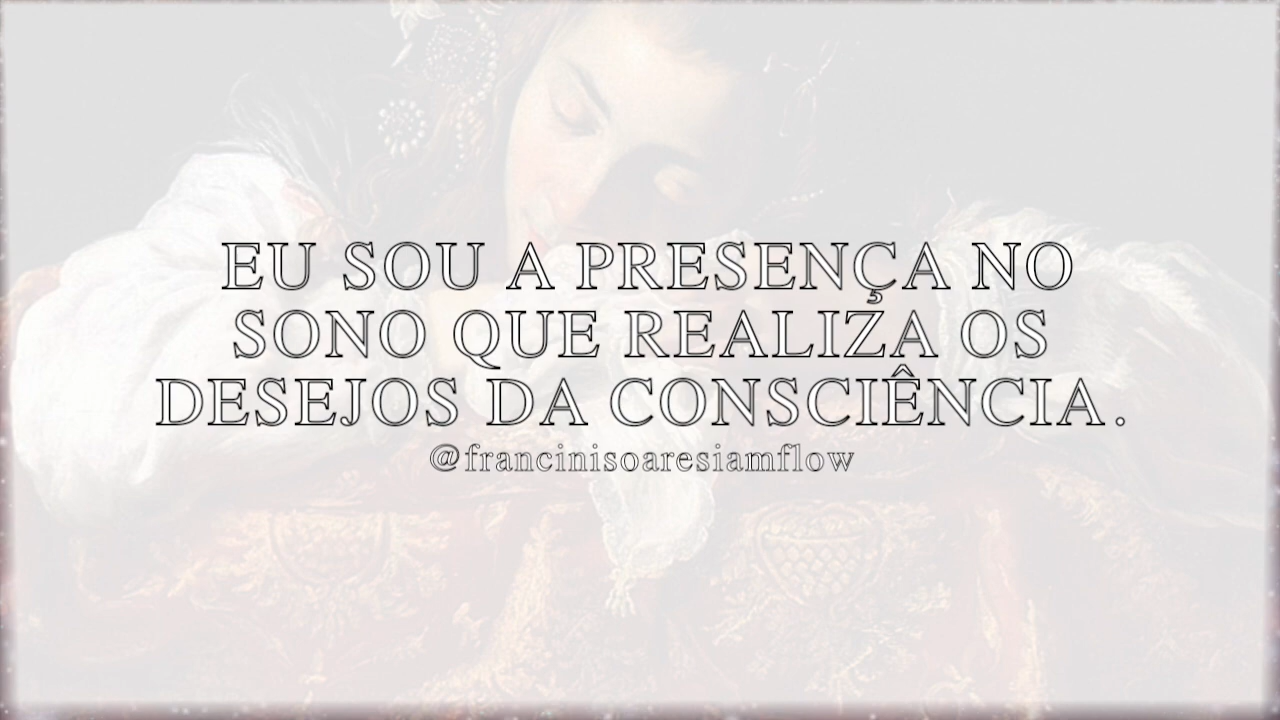 EU SOU A PRESENÇA NO
SONO QUE REALIZA OS
DESEJOS DA CONSCIÊNCIA.
@francinisoaresiamflow